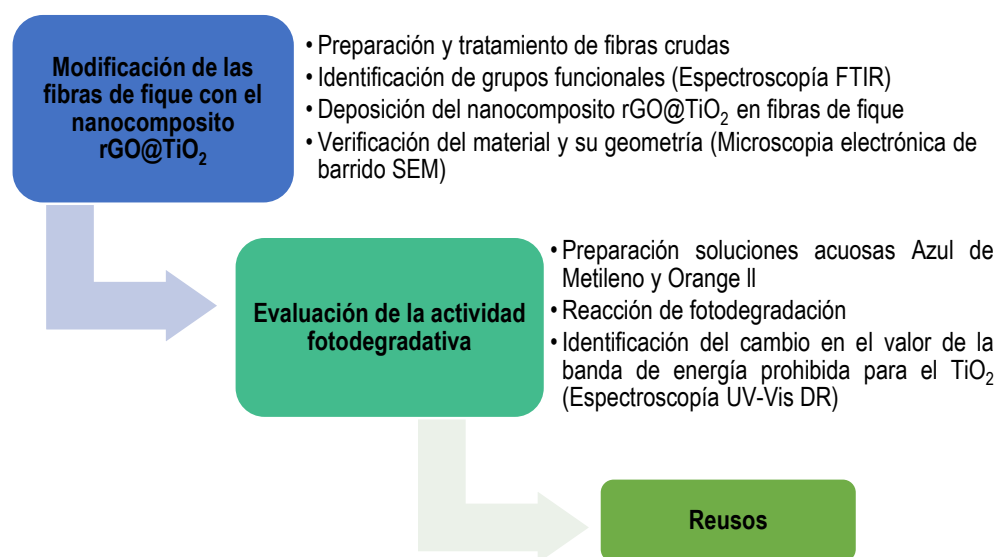 Modificación de las
fibras de fique con el
nanocomposito
rGO@TiO₂
• Preparación y tratamiento de fibras crudas
• Identificación de grupos funcionales (Espectroscopía FTIR)
• Deposición del nanocomposito rGO@TiO₂ en fibras de fique
• Verificación del material y su geometría (Microscopia electrónica de
barrido SEM)
Evaluación de la actividad
fotodegradativa
• Preparación soluciones acuosas Azul de
Metileno y Orange II
• Reacción de fotodegradación
• Identificación del cambio en el valor de la
banda de energía prohibida para el TiO₂
(Espectroscopía UV-Vis DR)
Reusos